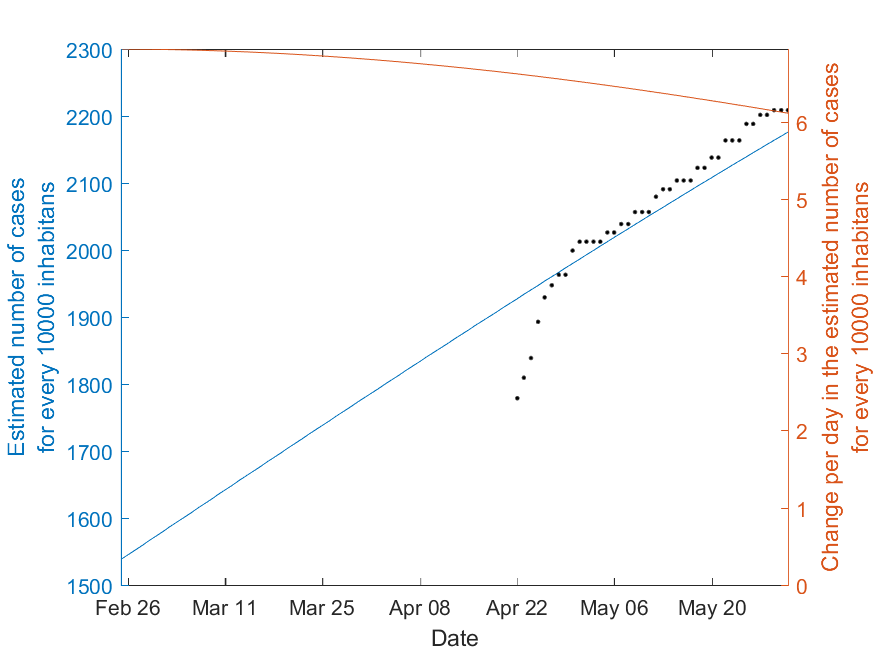 Estimated number of cases
for every 10000 inhabitans
2300
2200
2100
2000
1900
1800
1700
1600
1500
Feb 26 Mar 11 Mar 25 Apr 08 Apr 22 May 06 May 20
Date
6
5
4
3
2
1
0
Change per day in the estimated number of cases
for every 10000 inhabitans